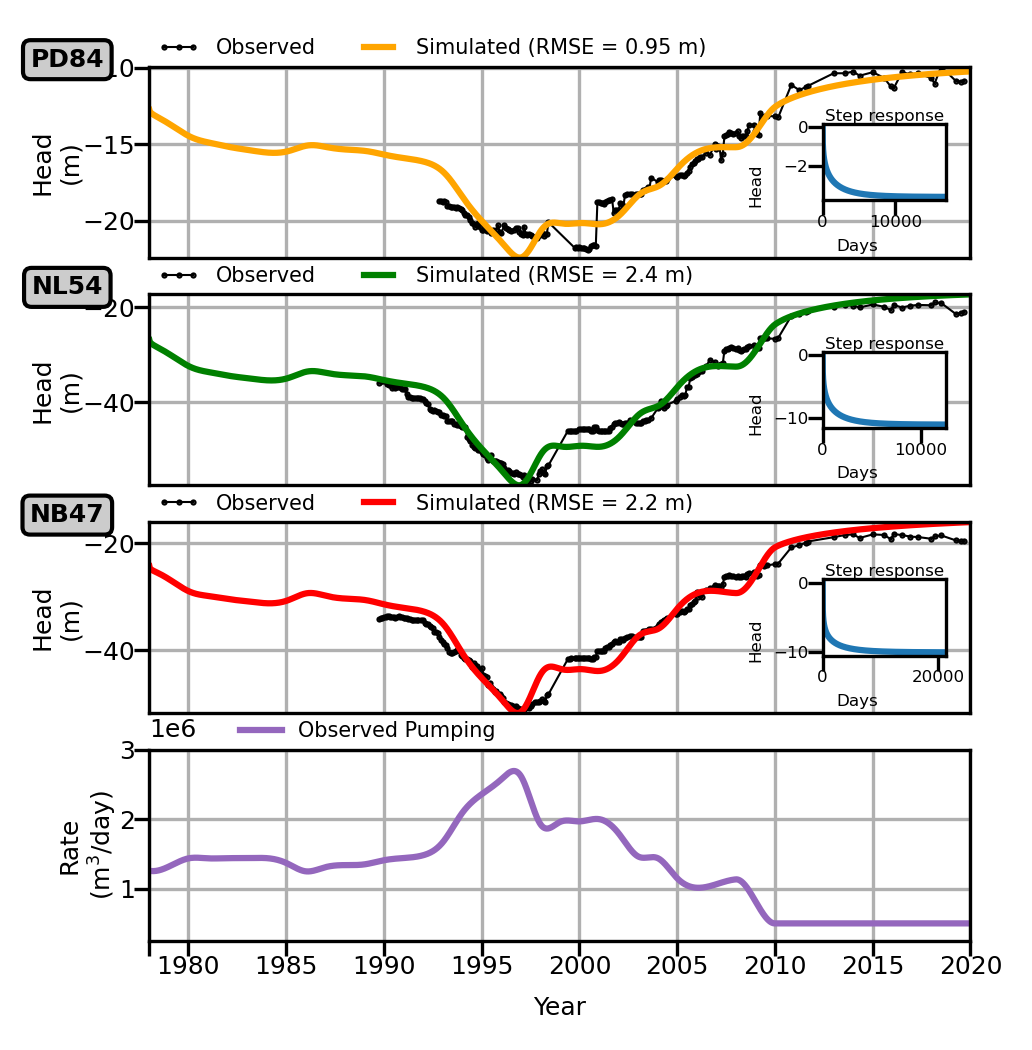 PD84
Observed
Simulated (RMSE = 0.95 m)
Head
(m)
10
−15
−20
Step response
Head
0
−2
0
10000
Days
NL54
Observed
Simulated (RMSE = 2.4 m)
Head
(m)
−20
−40
Step response
Head
0
−10
0
10000
Days
NB47
Observed
Simulated (RMSE = 2.2 m)
Head
(m)
−20
−40
Step response
Head
0
−10
0
20000
Days
1e6
Observed Pumping
Rate
(m³/day)
3
2
1
1980 1985 1990 1995 2000 2005 2010 2015 2020
Year